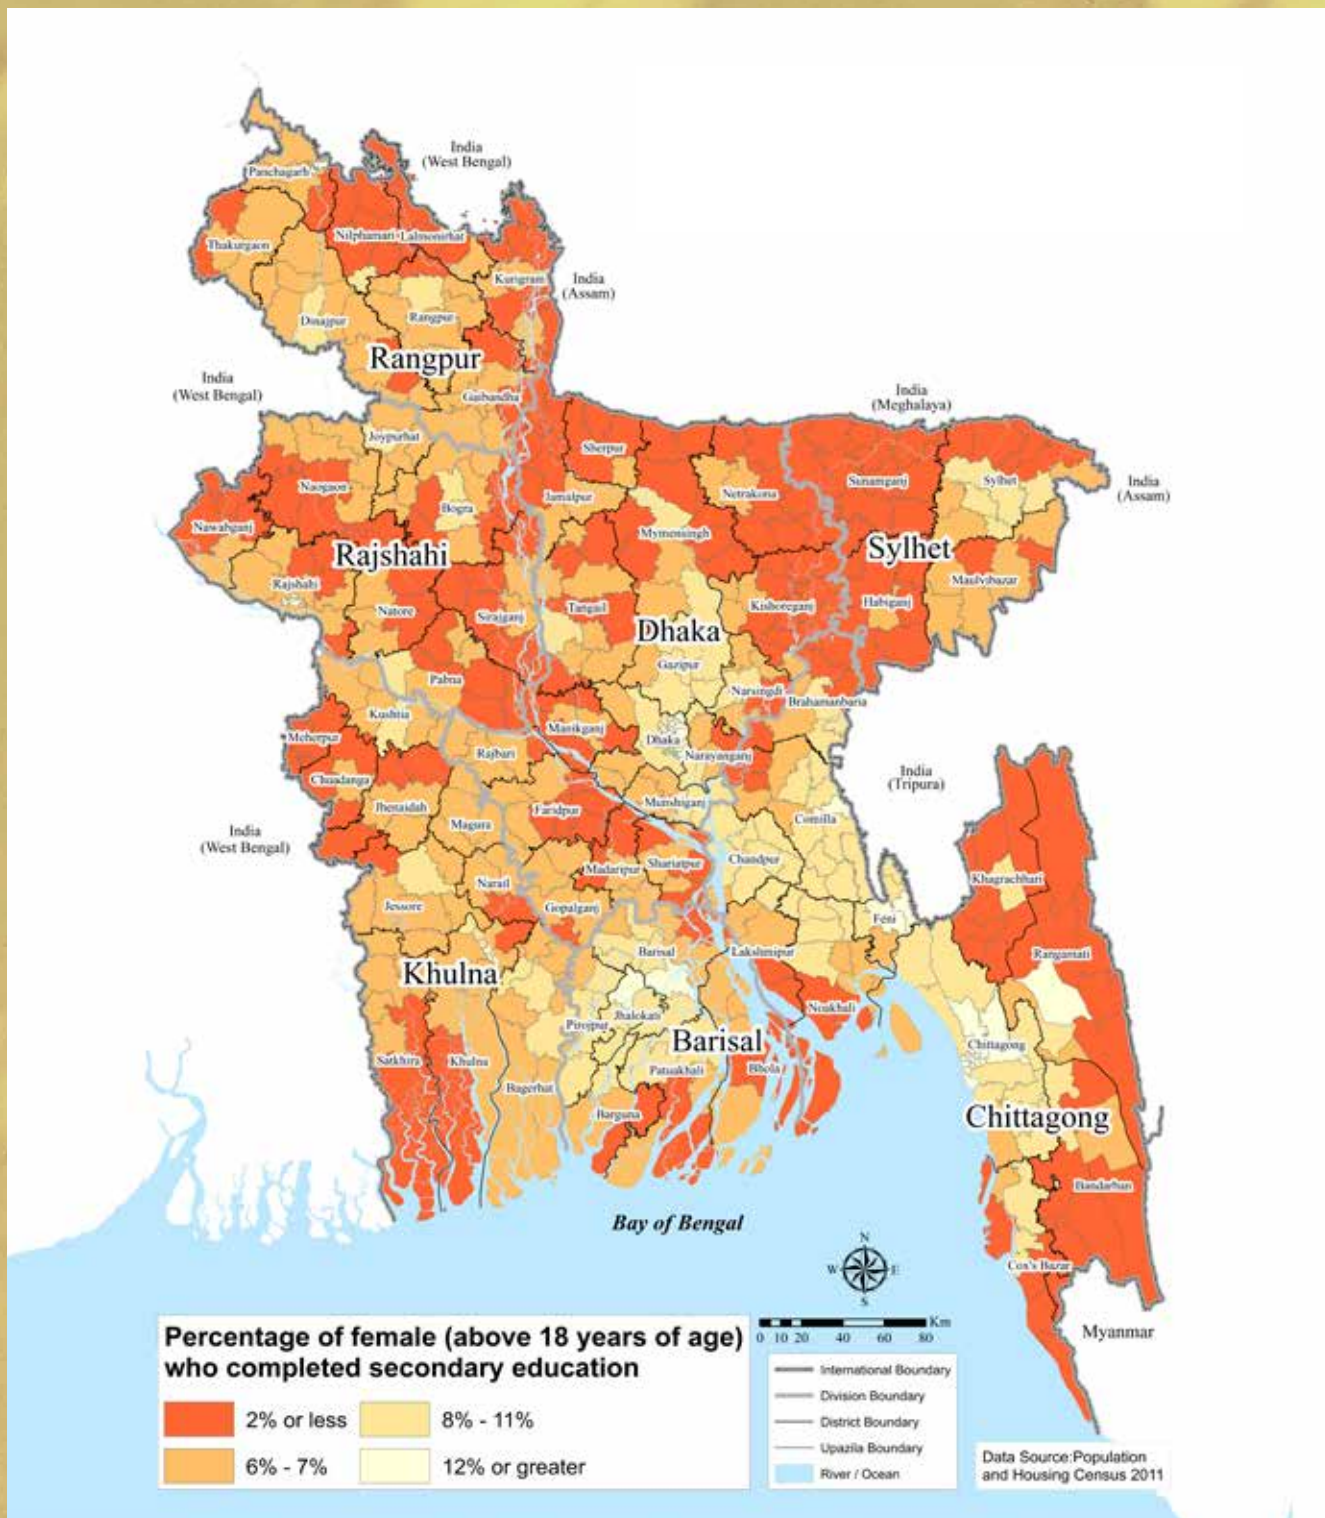 India
(West Bengal)
Panchagarh
Thakurgaon
Nilphamari
Lalmonirhat
Kurigram
India
(Assam)
Dinajpur
Rangpur
Rangpur
India
(West Bengal)
Gaibandha
India
(Meghalaya)
Joypurhat
Sherpur
Naogaon
Bogra
Jamalpur
Netrakona
Sunamganj
Sylhet
India
(Assam)
Nawabganj
Mymensingh
Rajshahi
Sylhet
Rajshahi
Natore
Sirajganj
Tangail
Kishoreganj
Habiganj
Maulvibazar
Dhaka
Gazipur
Pabna
Narsingdi
Brahamanbaria
Kushtia
Meherpur
Manikganj
Dhaka
Narayanganj
Rajbari
Chuadanga
India
(Tripura)
Jhenaidah
Magura
Faridpur
Munshiganj
Comilla
India
(West Bengal)
Chandpur
Madaripur
Shariatpur
Khagrachhari
Narail
Jessore
Gopalganj
Feni
Barisal
Lakshmipur
Rangamati
Khulna
Noakhali
Jhalokati
Pirojpur
Barisal
Chittagong
Satkhira
Khulna
Bagerhat
Patuakhali
Bhola
Barguna
Chittagong
Bandarban
Bay of Bengal
N
W
E
S
Cox's Bazar
Myanmar
Km
0 10 20 40 60 80
Percentage of female (above 18 years of age)
who completed secondary education
2% or less
8% - 11%
6% - 7%
12% or greater
International Boundary
Division Boundary
District Boundary
Upazila Boundary
River / Ocean
Data Source:Population
and Housing Census 2011